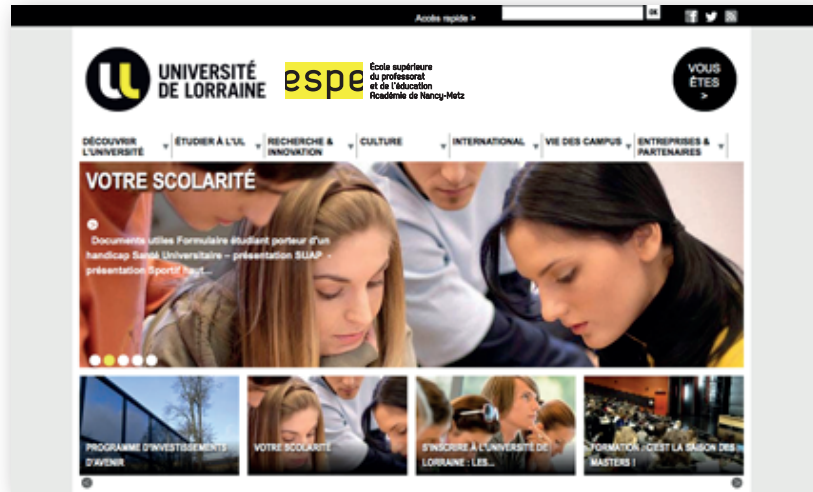 Accès rapide >
OK
UL
UNIVERSITÉ
DE LORRAINE
espe
École supérieure
du professorat
et de l'éducation
Académie de Nancy-Metz
VOUS
ÊTES
>
DÉCOUVRIR
L'UNIVERSITÉ
ÉTUDIER À L'UL
RECHERCHE &
INNOVATION
CULTURE
INTERNATIONAL
VIE DES CAMPUS
ENTREPRISES &
PARTENAIRES
VOTRE SCOLARITÉ
Documents utiles Formulaire étudiant porteur d'un
handicap Santé Universitaire – présentation SUAP -
présentation Sportif haut...
PROGRAMME D'INVESTISSEMENTS
D'AVENIR
VOTRE SCOLARITÉ
S'INSCRIRE À L'UNIVERSITÉ DE
LORRAINE : LES...
FORMATION : C'EST LA SAISON DES
MASTERS !